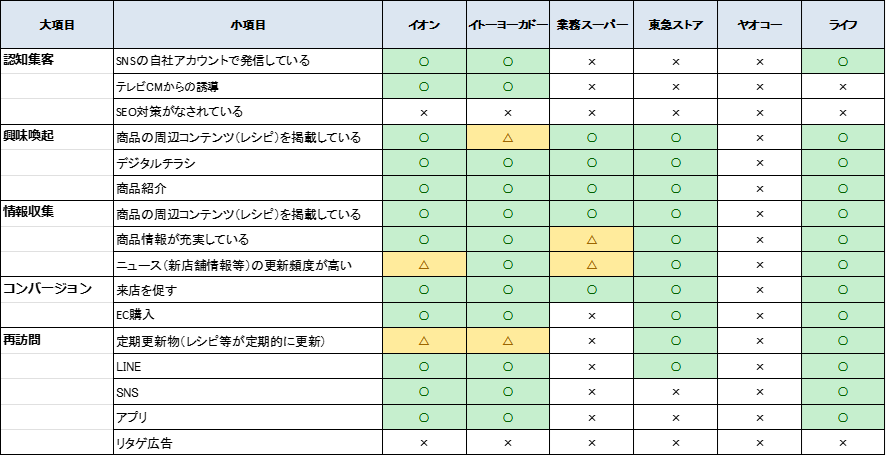 大項目 小項目 イオン イトーヨーカドー 業務スーパー 東急ストア ヤオコー ライフ
認知集客 SNSの自社アカウントで発信している ○ ○ × × × ○
テレビCMからの誘導 ○ ○ × × × ×
SEO対策がなされている × × × × × ×
興味喚起 商品の周辺コンテンツ(レシピ)を掲載している ○ △ ○ ○ × ○
デジタルチラシ ○ ○ ○ ○ × ○
商品紹介 ○ ○ ○ ○ × ○
情報収集 商品の周辺コンテンツ(レシピ)を掲載している ○ ○ ○ ○ × ○
商品情報が充実している ○ ○ △ ○ × ○
ニュース(新店舗情報等)の更新頻度が高い △ ○ △ ○ × ○
コンバージョン 来店を促す ○ ○ ○ ○ × ○
EC購入 ○ ○ × ○ × ○
再訪問 定期更新物(レシピ等が定期的に更新) △ △ × ○ × ○
LINE ○ ○ × ○ × ○
SNS ○ ○ × × × ○
アプリ ○ ○ × × × ○
リタゲ広告 × × × × × ×